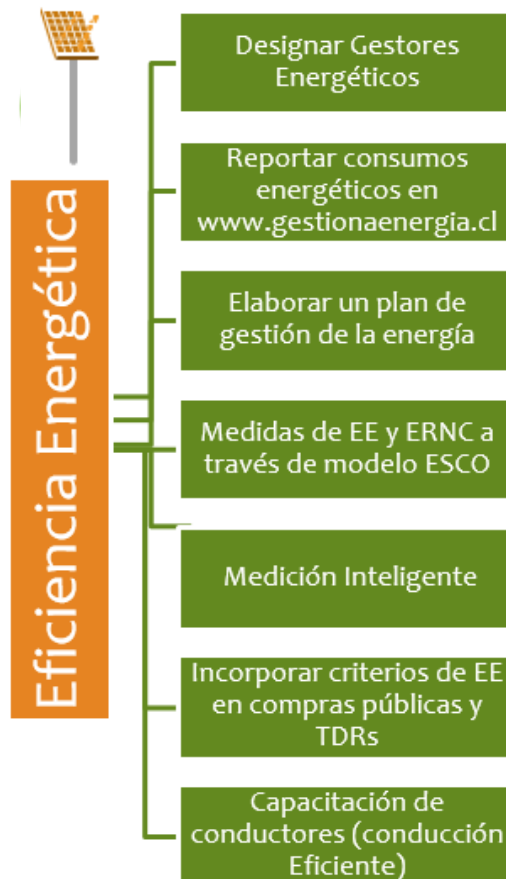 Eficiencia Energética
Designar Gestores
Energéticos
Reportar consumos
energéticos en
www.gestionaenergia.cl
Elaborar un plan de
gestión de la energía
Medidas de EE y ERNC a
través de modelo ESCO
Medición Inteligente
Incorporar criterios de EE
en compras públicas y
TDRs
Capacitación de
conductores (conducción
Eficiente)